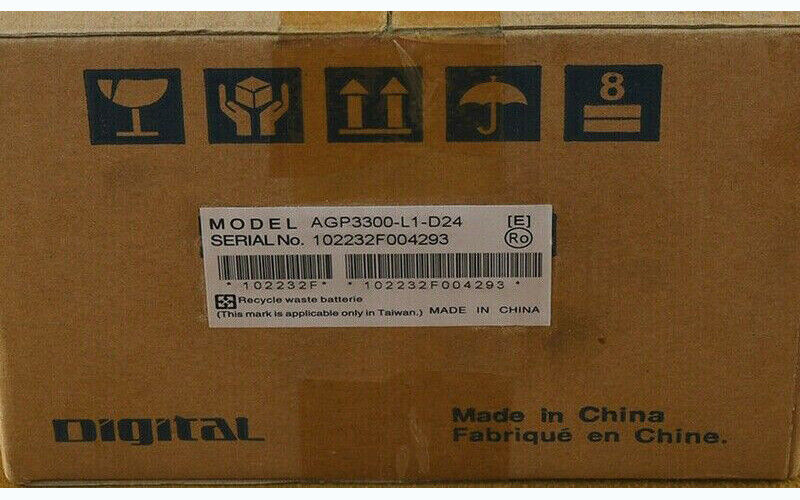 8
MODEL AGP3300-L1-D24 [E]
SERIAL No. 102232F004293 Ro
* 102232F * * 102232F004293 *
Recycle waste batterie
(This mark is applicable only in Taiwan.) MADE IN CHINA
Digital
Made in China
Fabriqué en Chine.